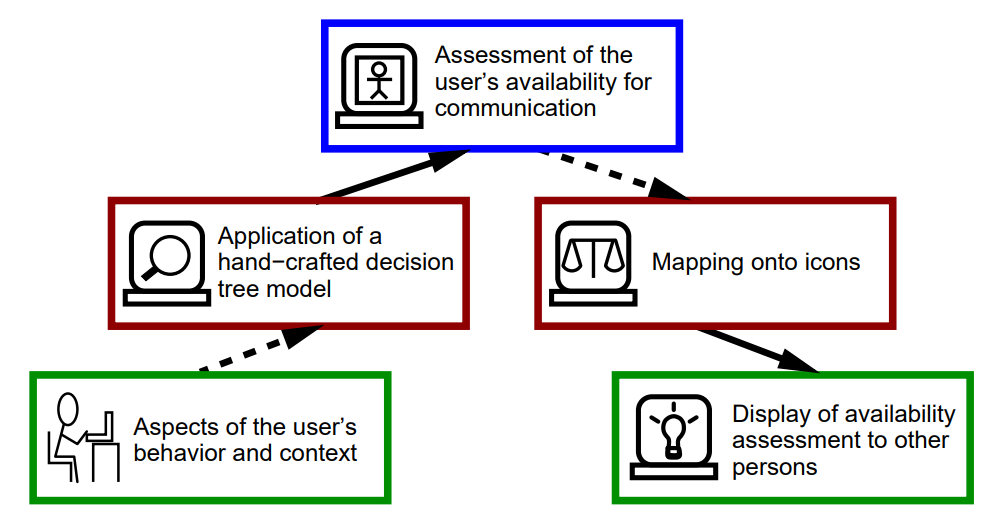 Assessment of the
user’s availability for
communication
Application of a
hand−crafted decision
tree model
Mapping onto icons
Aspects of the user’s
behavior and context
Display of availability
assessment to other
persons